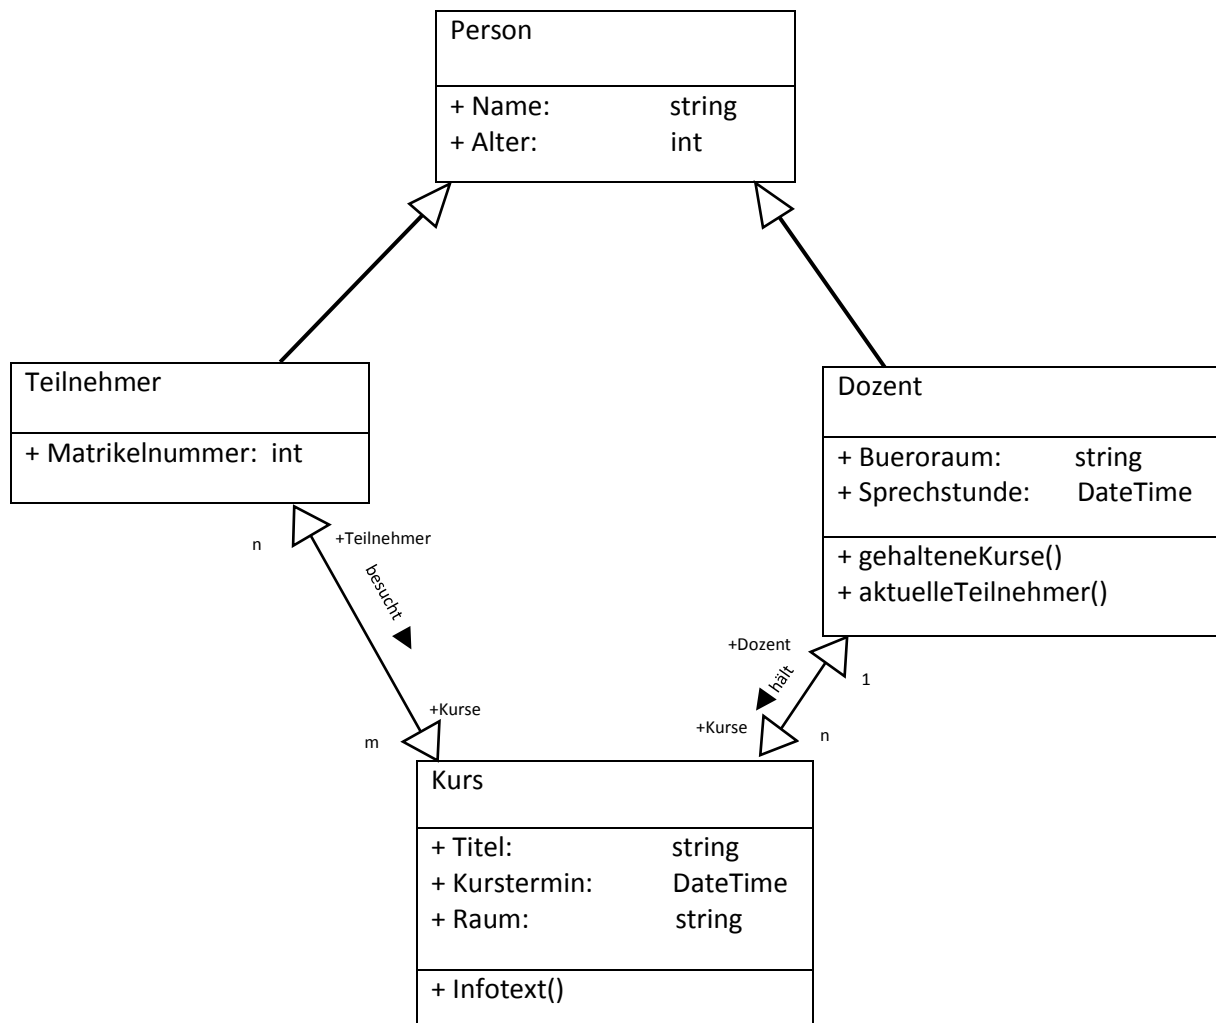 Person
+ Name: string
+ Alter: int
Teilnehmer
+ Matrikelnummer: int
Dozent
+ Bueroraum: string
+ Sprechstunde: DateTime
+ gehalteneKurse()
+ aktuelleTeilnehmer()
n
+Teilnehmer
besucht
+Kurse
m
+Dozent
hält
1
+Kurse
n
Kurs
+ Titel: string
+ Kurstermin: DateTime
+ Raum: string
+ Infotext()